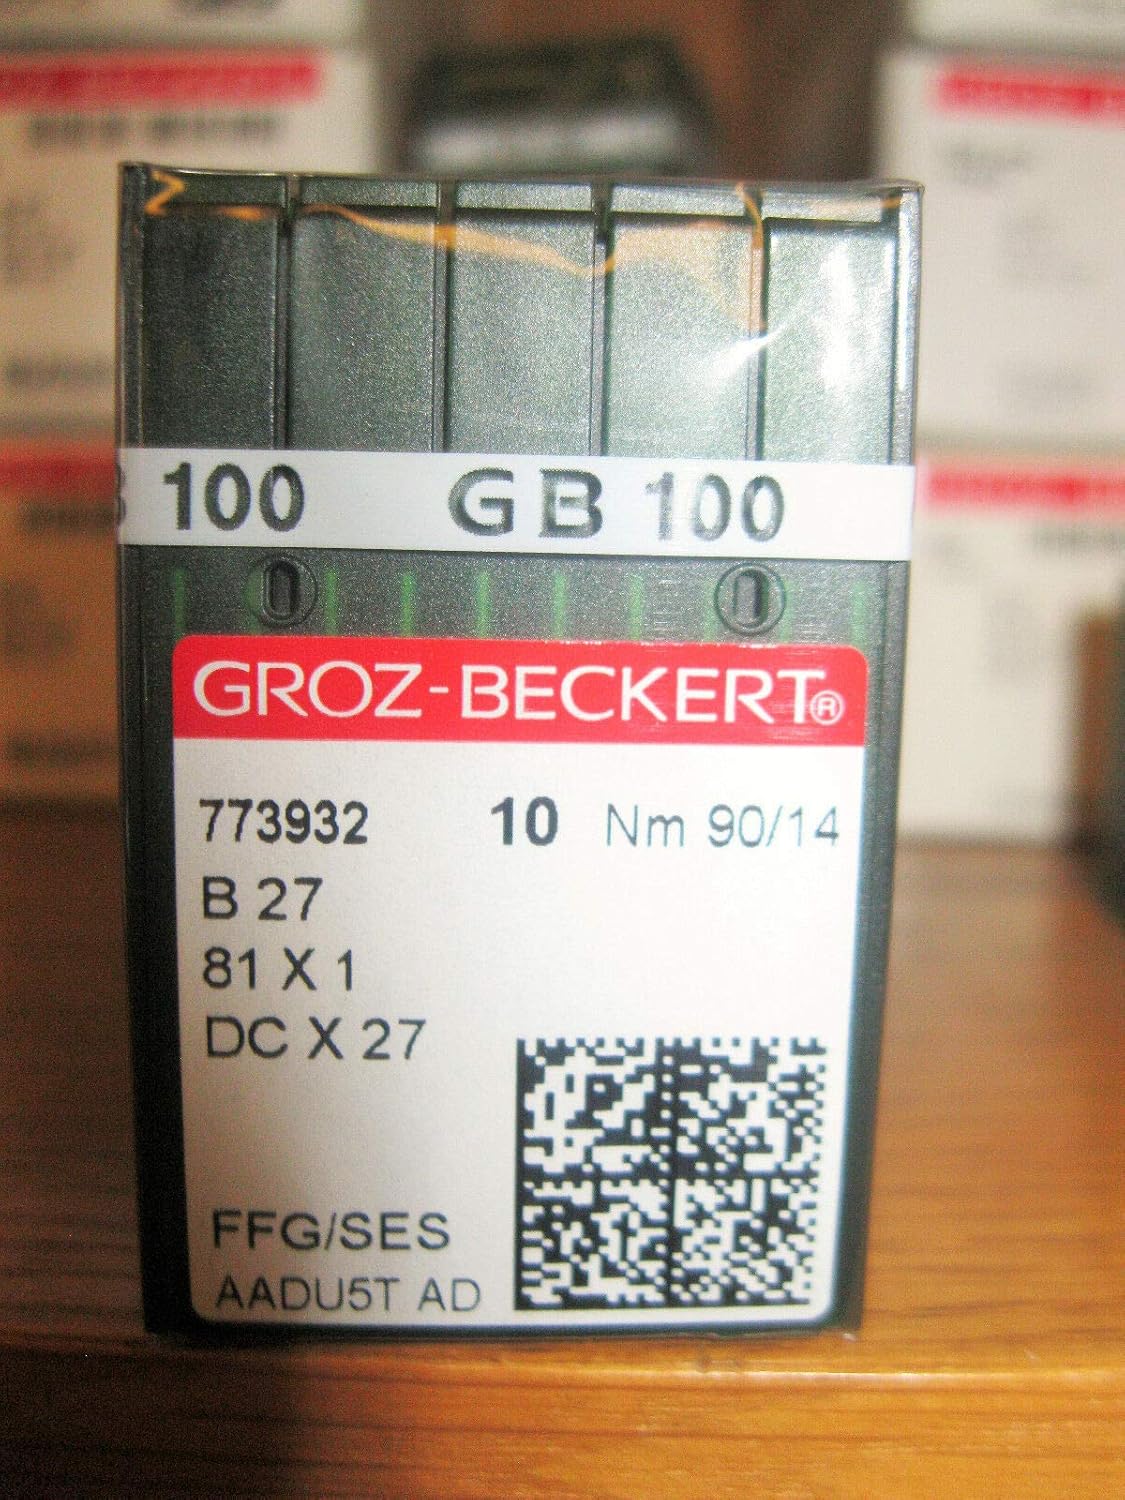 100 GB 100
GROZ-BECKERT®
773932 10 Nm 90/14
B 27
81 X 1
DC X 27
FFG/SES
AADU5T AD